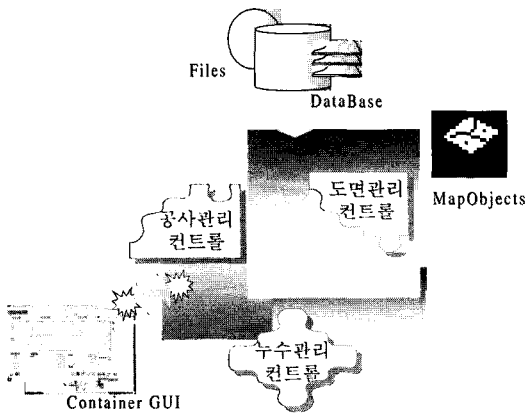 Files
DataBase
MapObjects
도면관리
컨트롤
공사관리
컨트롤
누수관리
컨트롤
Container GUI